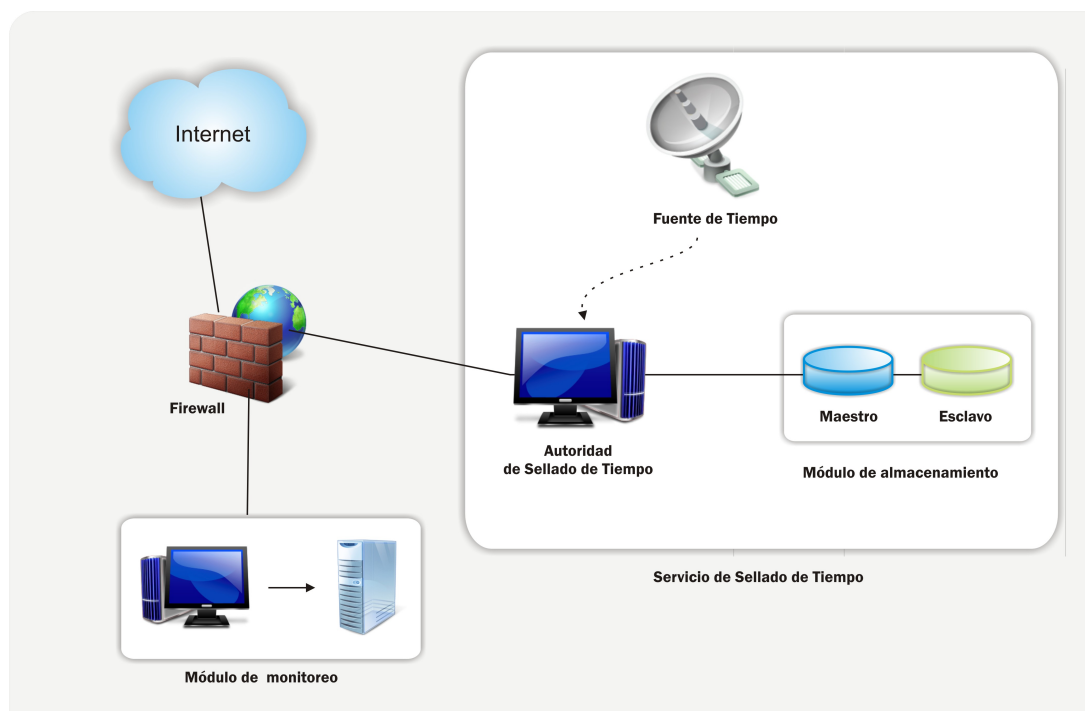 Internet
Fuente de Tiempo
Firewall
Maestro
Esclavo
Autoridad
de Sellado de Tiempo
Módulo de almacenamiento
Servicio de Sellado de Tiempo
Módulo de monitoreo